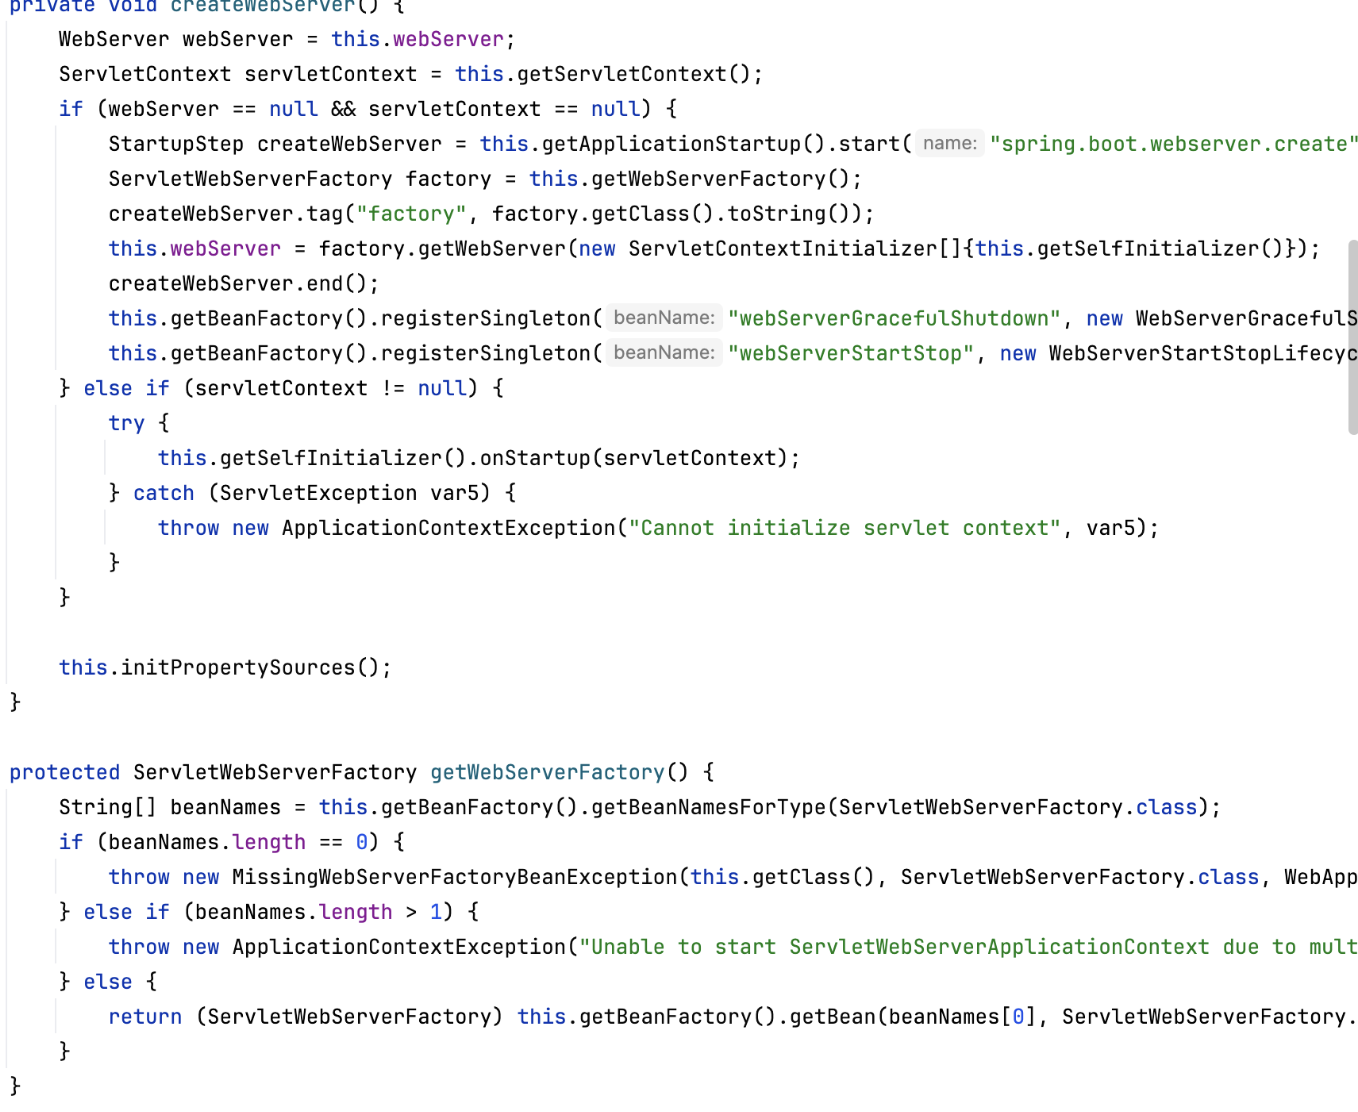 private void createWebServer() {
    WebServer webServer = this.webServer;
    ServletContext servletContext = this.getServletContext();
    if (webServer == null && servletContext == null) {
        StartupStep createWebServer = this.getApplicationStartup().start( name: "spring.boot.webserver.create"
        ServletWebServerFactory factory = this.getWebServerFactory();
        createWebServer.tag("factory", factory.getClass().toString());
        this.webServer = factory.getWebServer(new ServletContextInitializer[]{this.getSelfInitializer()});
        createWebServer.end();
        this.getBeanFactory().registerSingleton( beanName: "webServerGracefulShutdown", new WebServerGracefulS
        this.getBeanFactory().registerSingleton( beanName: "webServerStartStop", new WebServerStartStopLifecyc
    } else if (servletContext != null) {
        try {
            this.getSelfInitializer().onStartup(servletContext);
        } catch (ServletException var5) {
            throw new ApplicationContextException("Cannot initialize servlet context", var5);
        }
    }
    this.initPropertySources();
}
protected ServletWebServerFactory getWebServerFactory() {
    String[] beanNames = this.getBeanFactory().getBeanNamesForType(ServletWebServerFactory.class);
    if (beanNames.length == 0) {
        throw new MissingWebServerFactoryBeanException(this.getClass(), ServletWebServerFactory.class, WebApp
    } else if (beanNames.length > 1) {
        throw new ApplicationContextException("Unable to start ServletWebServerApplicationContext due to mult
    } else {
        return (ServletWebServerFactory) this.getBeanFactory().getBean(beanNames[0], ServletWebServerFactory.
    }
}